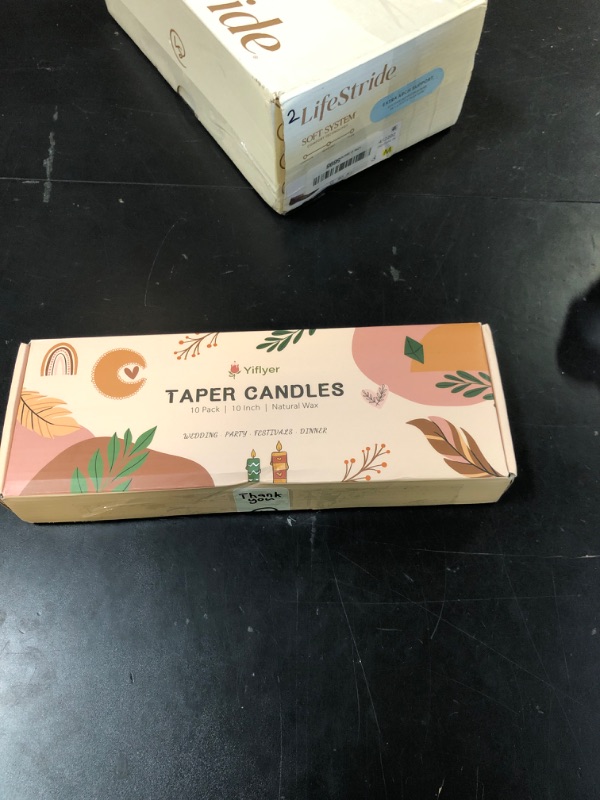 ide
2
LifeStride
SOFT SYSTEM
Yiflyer
TAPER CANDLES
10 Pack | 10 Inch | Natural Wax
WEDDING · PARTY · FESTIVALS · DINNER
Thank
you